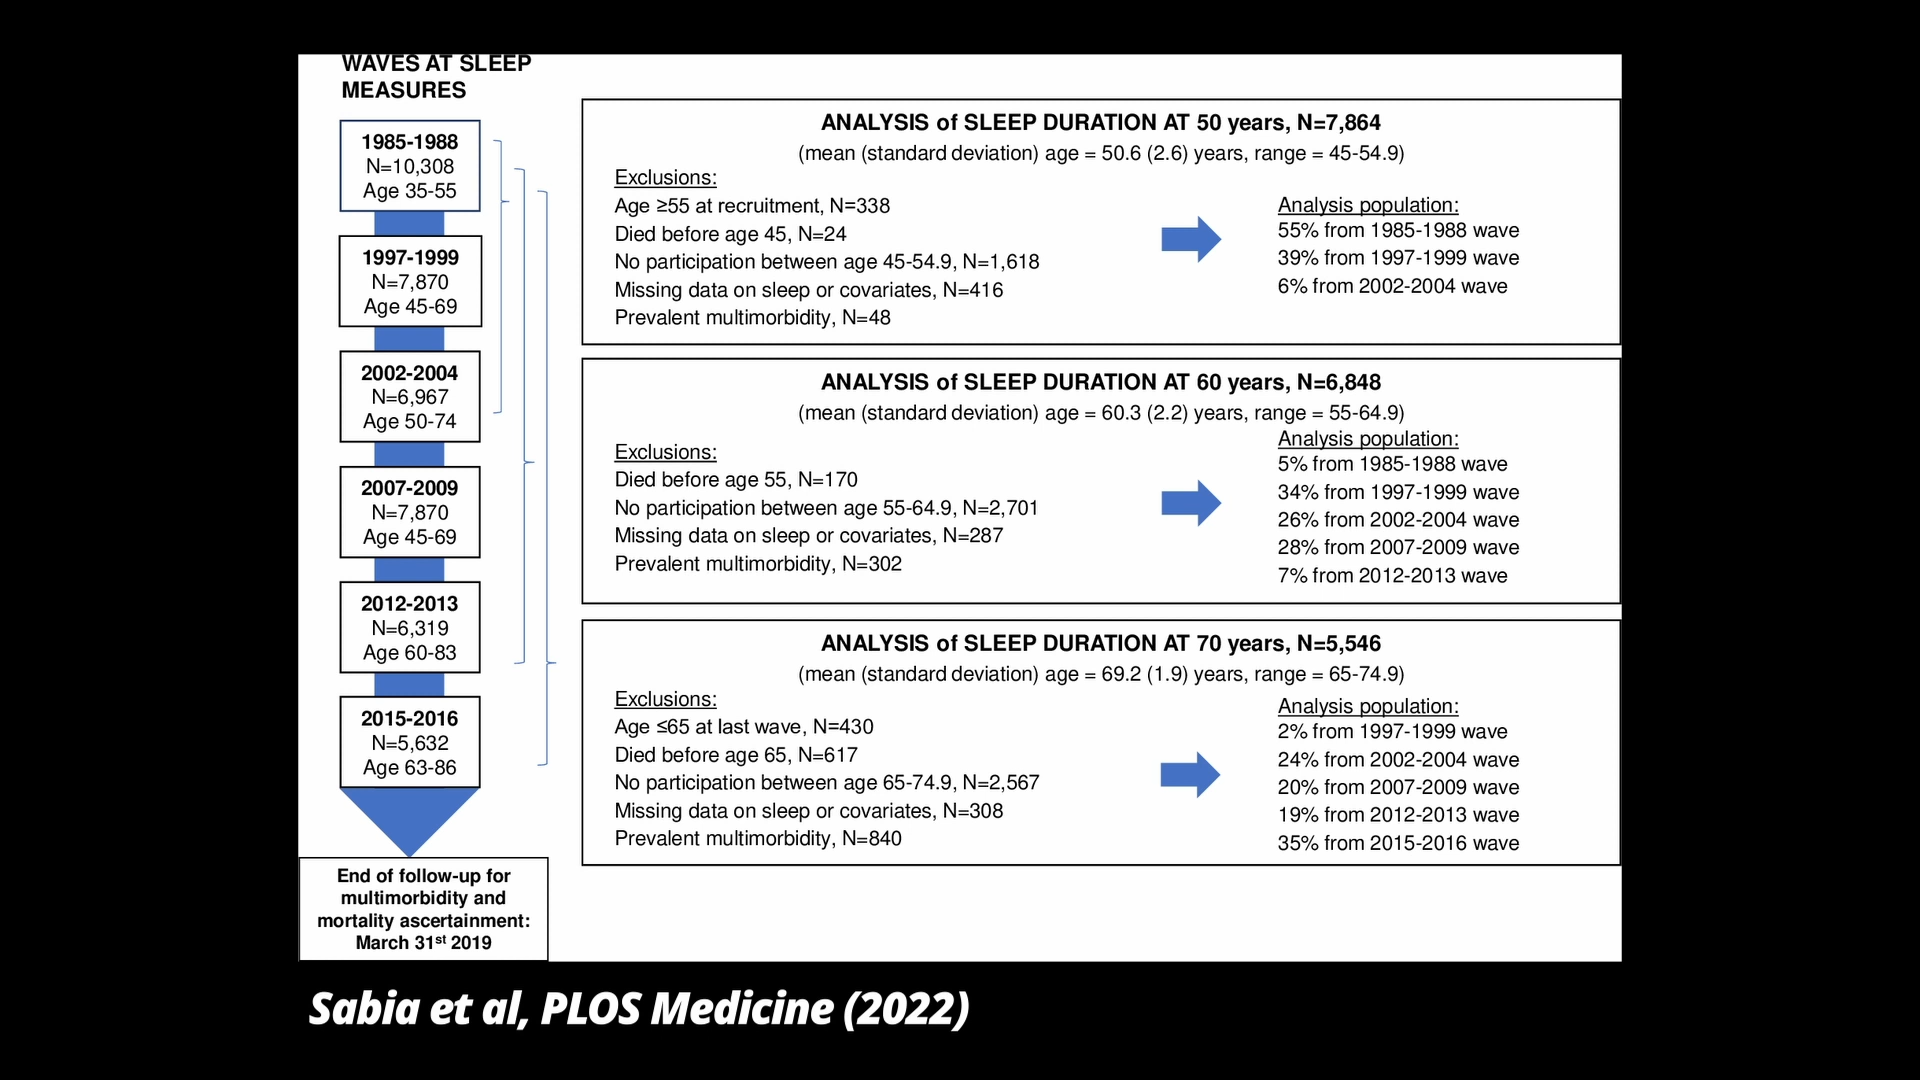 WAVES AT SLEEP
MEASURES
1985-1988
N=10,308
Age 35-55
1997-1999
N=7,870
Age 45-69
2002-2004
N=6,967
Age 50-74
2007-2009
N=7,870
Age 45-69
2012-2013
N=6,319
Age 60-83
2015-2016
N=5,632
Age 63-86
End of follow-up for
multimorbidity and
mortality ascertainment:
March 31st 2019
ANALYSIS of SLEEP DURATION AT 50 years, N=7,864
(mean (standard deviation) age = 50.6 (2.6) years, range = 45-54.9)
Exclusions:
Age ≥55 at recruitment, N=338
Died before age 45, N=24
No participation between age 45-54.9, N=1,618
Missing data on sleep or covariates, N=416
Prevalent multimorbidity, N=48
Analysis population:
55% from 1985-1988 wave
39% from 1997-1999 wave
6% from 2002-2004 wave
ANALYSIS of SLEEP DURATION AT 60 years, N=6,848
(mean (standard deviation) age = 60.3 (2.2) years, range = 55-64.9)
Exclusions:
Died before age 55, N=170
No participation between age 55-64.9, N=2,701
Missing data on sleep or covariates, N=287
Prevalent multimorbidity, N=302
Analysis population:
5% from 1985-1988 wave
34% from 1997-1999 wave
26% from 2002-2004 wave
28% from 2007-2009 wave
7% from 2012-2013 wave
ANALYSIS of SLEEP DURATION AT 70 years, N=5,546
(mean (standard deviation) age = 69.2 (1.9) years, range = 65-74.9)
Exclusions:
Age ≤65 at last wave, N=430
Died before age 65, N=617
No participation between age 65-74.9, N=2,567
Missing data on sleep or covariates, N=308
Prevalent multimorbidity, N=840
Analysis population:
2% from 1997-1999 wave
24% from 2002-2004 wave
20% from 2007-2009 wave
19% from 2012-2013 wave
35% from 2015-2016 wave
Sabia et al, PLOS Medicine (2022)